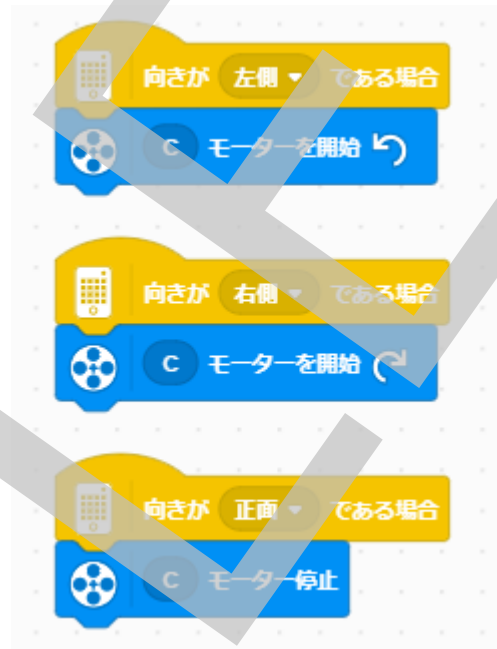 向きが 左側 である場合
C モーターを開始
向きが 右側 である場合
C モーターを開始
向きが 正面 である場合
C モーター停止